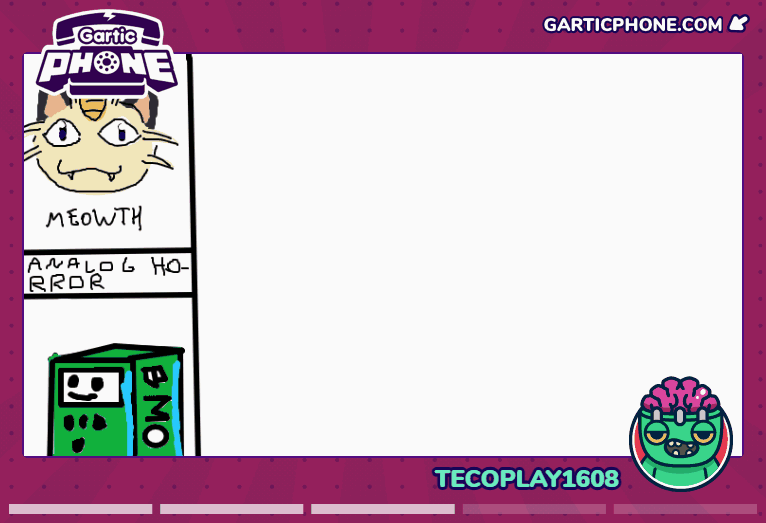 GARTICPHONE.COM
Gartic
PHONE
MEOWTH
ANALOG HO-
RROR
BMO
TECOPLAY1608